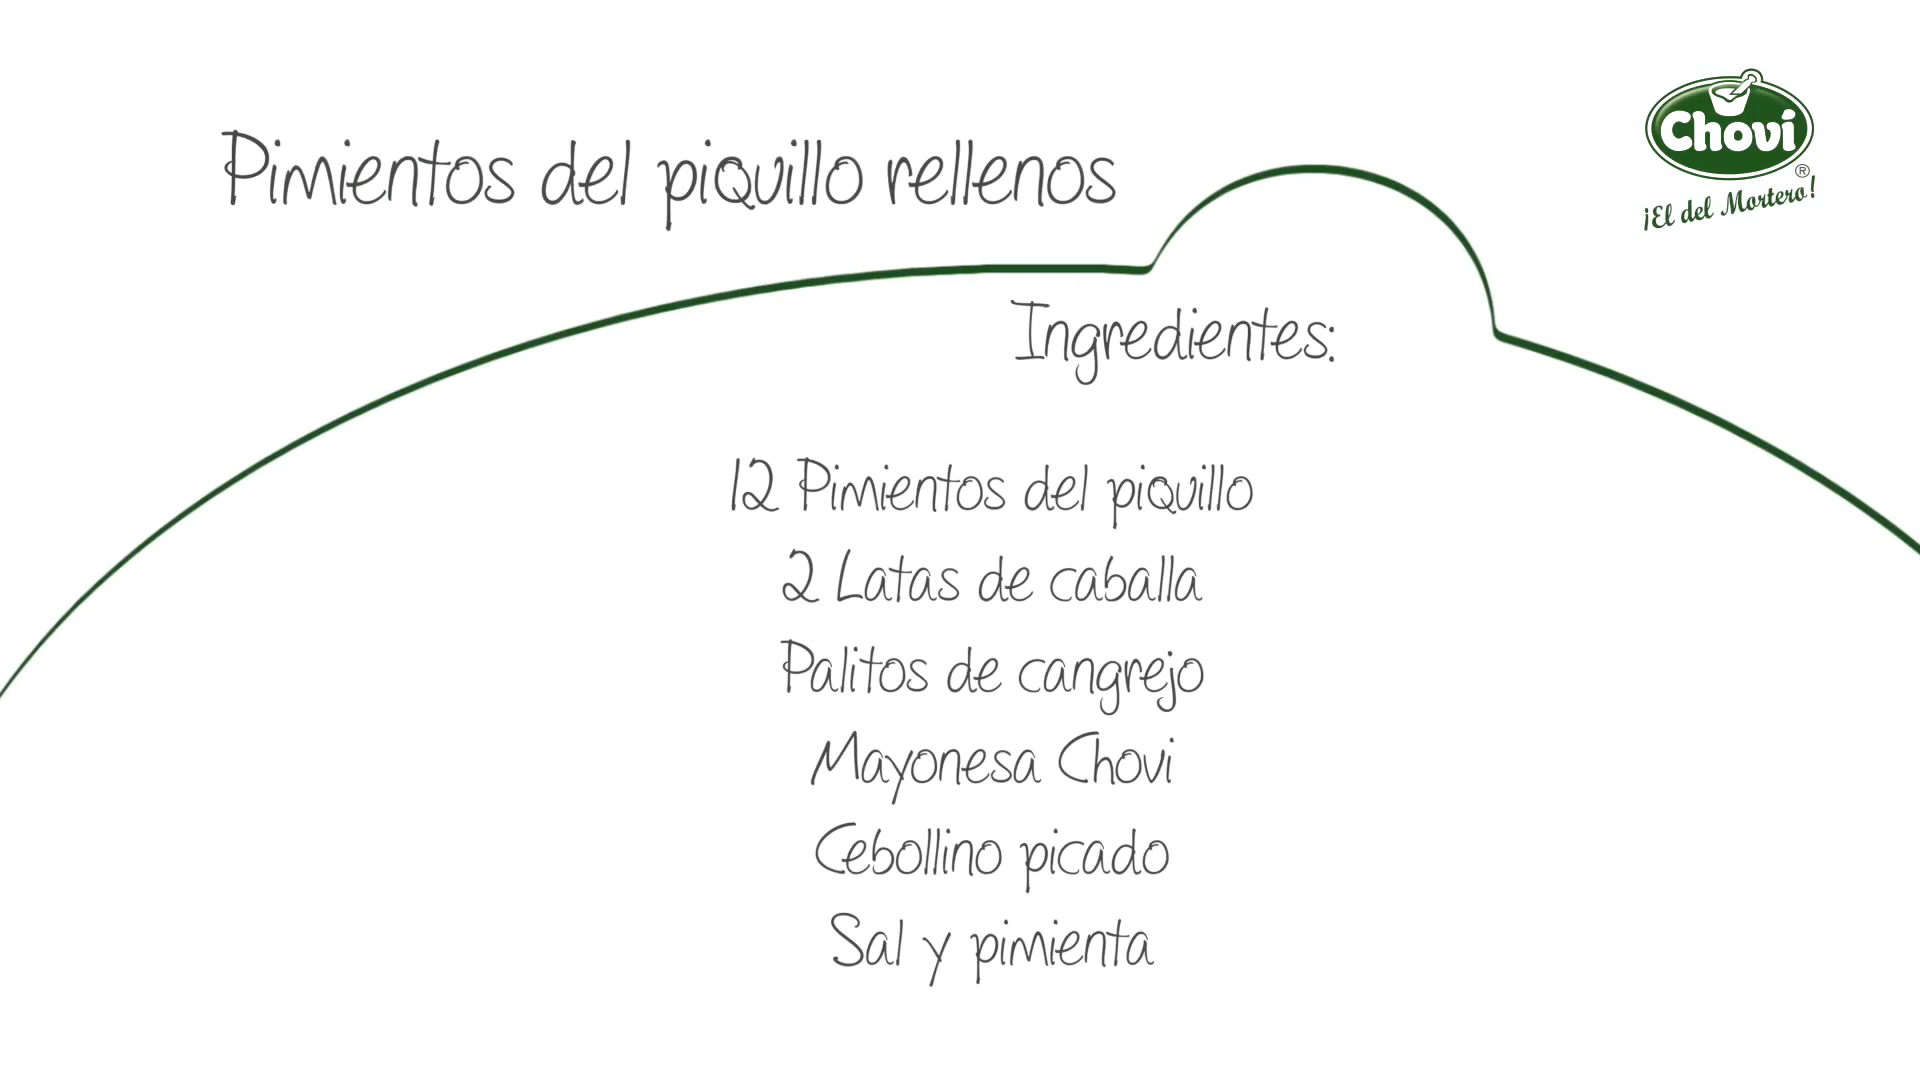 Chovi
®
¡El del Mortero!
Pimientos del piquillo rellenos
Ingredientes:
12 Pimientos del piquillo
2 Latas de caballa
Palitos de cangrejo
Mayonesa Chovi
Cebollino picado
Sal y pimienta